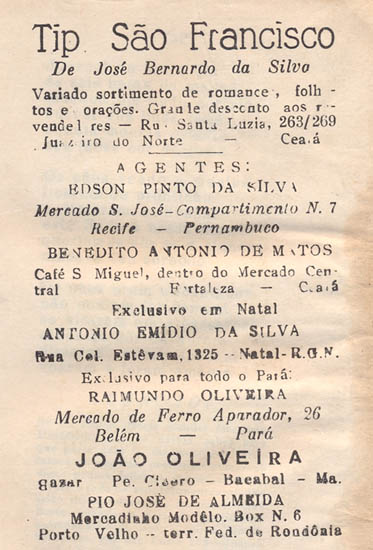 Tip. São Francisco
De José Bernardo da Silva
Variado sortimento de romances, folh
tos e orações. Grande desconto aos r
vendedores — Rua Santa Luzia, 263/269
Juazeiro do Norte — Ceará
AGENTES:
EDSON PINTO DA SILVA
Mercado S. José—Compartimento N. 7
Recife — Pernambuco
BENEDITO ANTONIO DE MATOS
Café S Miguel, dentro do Mercado Cen-
tral Fortaleza — Ceará
Exclusivo em Natal
ANTONIO EMÍDIO DA SILVA
Rua Cel. Estêvam, 1325 -- Natal-R.G.N.
Exclusivo para todo o Pará:
RAIMUNDO OLIVEIRA
Mercado de Ferro Aparador, 26
Belém — Pará
JOÃO OLIVEIRA
Pe. Cícero - Bacabal - Ma.
PIO JOSÉ DE ALMEIDA
Mercadinho Modêlo. Box N. 6
Porto Velho -- terr. Fed. de Rondônia